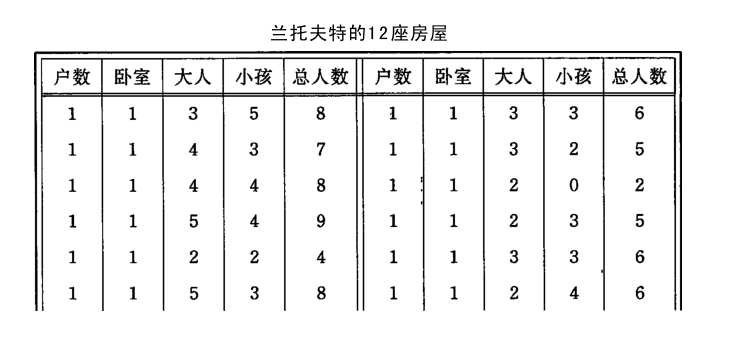 兰托夫特的12座房屋
户数 卧室 大人 小孩 总人数 户数 卧室 大人 小孩 总人数
1 1 3 5 8 1 1 3 3 6
1 1 4 3 7 1 1 3 2 5
1 1 4 4 8 1 1 2 0 2
1 1 5 4 9 1 1 2 3 5
1 1 2 2 4 1 1 3 3 6
1 1 5 3 8 1 1 2 4 6